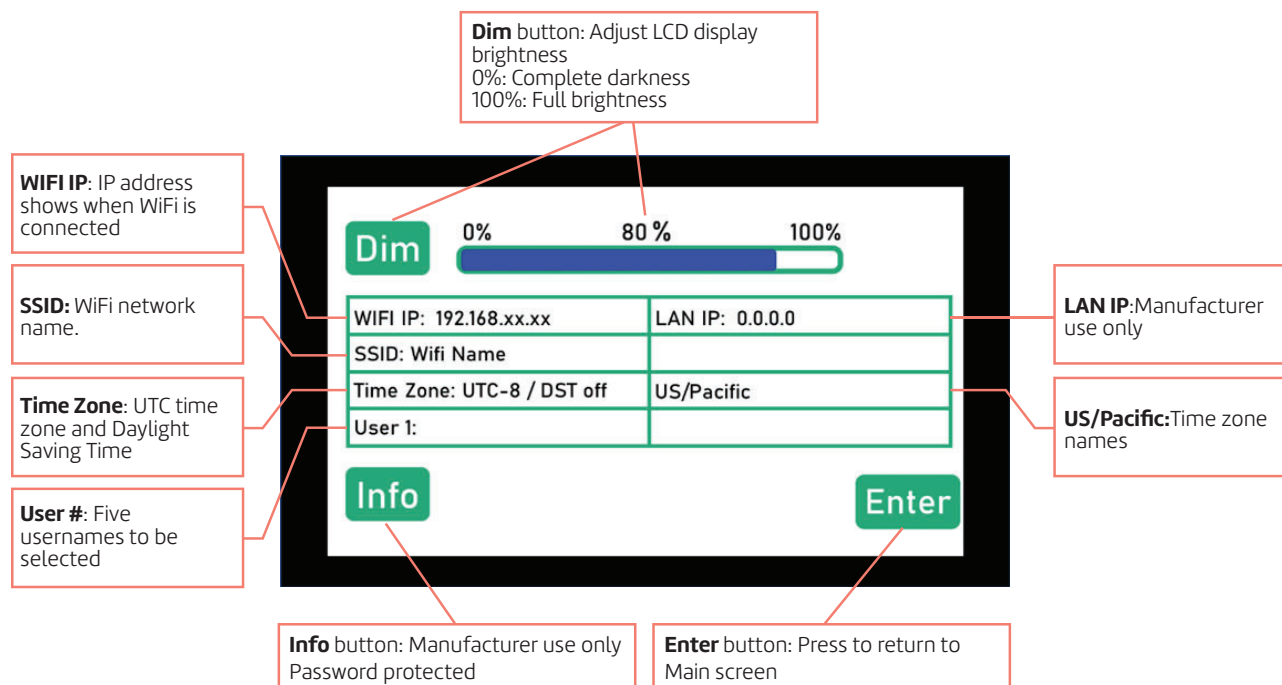 Dim button: Adjust LCD display
brightness
0%: Complete darkness
100%: Full brightness
WIFI IP: IP address
shows when WiFi is
connected
SSID: WiFi network
name.
Time Zone: UTC time
zone and Daylight
Saving Time
User #: Five
usernames to be
selected
Dim
0% 80 % 100%
WIFI IP: 192.168.xx.xx LAN IP: 0.0.0.0
SSID: Wifi Name
Time Zone: UTC-8 / DST off US/Pacific
User 1:
Info
Enter
LAN IP:Manufacturer
use only
US/Pacific:Time zone
names
Info button: Manufacturer use only
Password protected
Enter button: Press to return to
Main screen